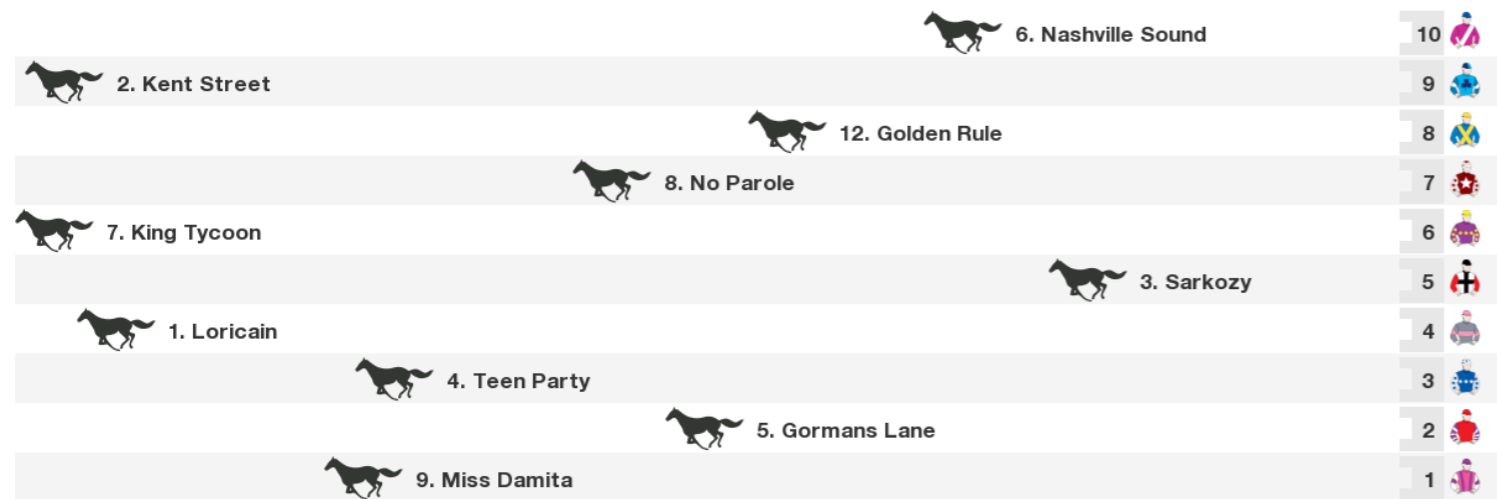 6. Nashville Sound 10
2. Kent Street 9
12. Golden Rule 8
8. No Parole 7
7. King Tycoon 6
3. Sarkozy 5
1. Loricain 4
4. Teen Party 3
5. Gormans Lane 2
9. Miss Damita 1